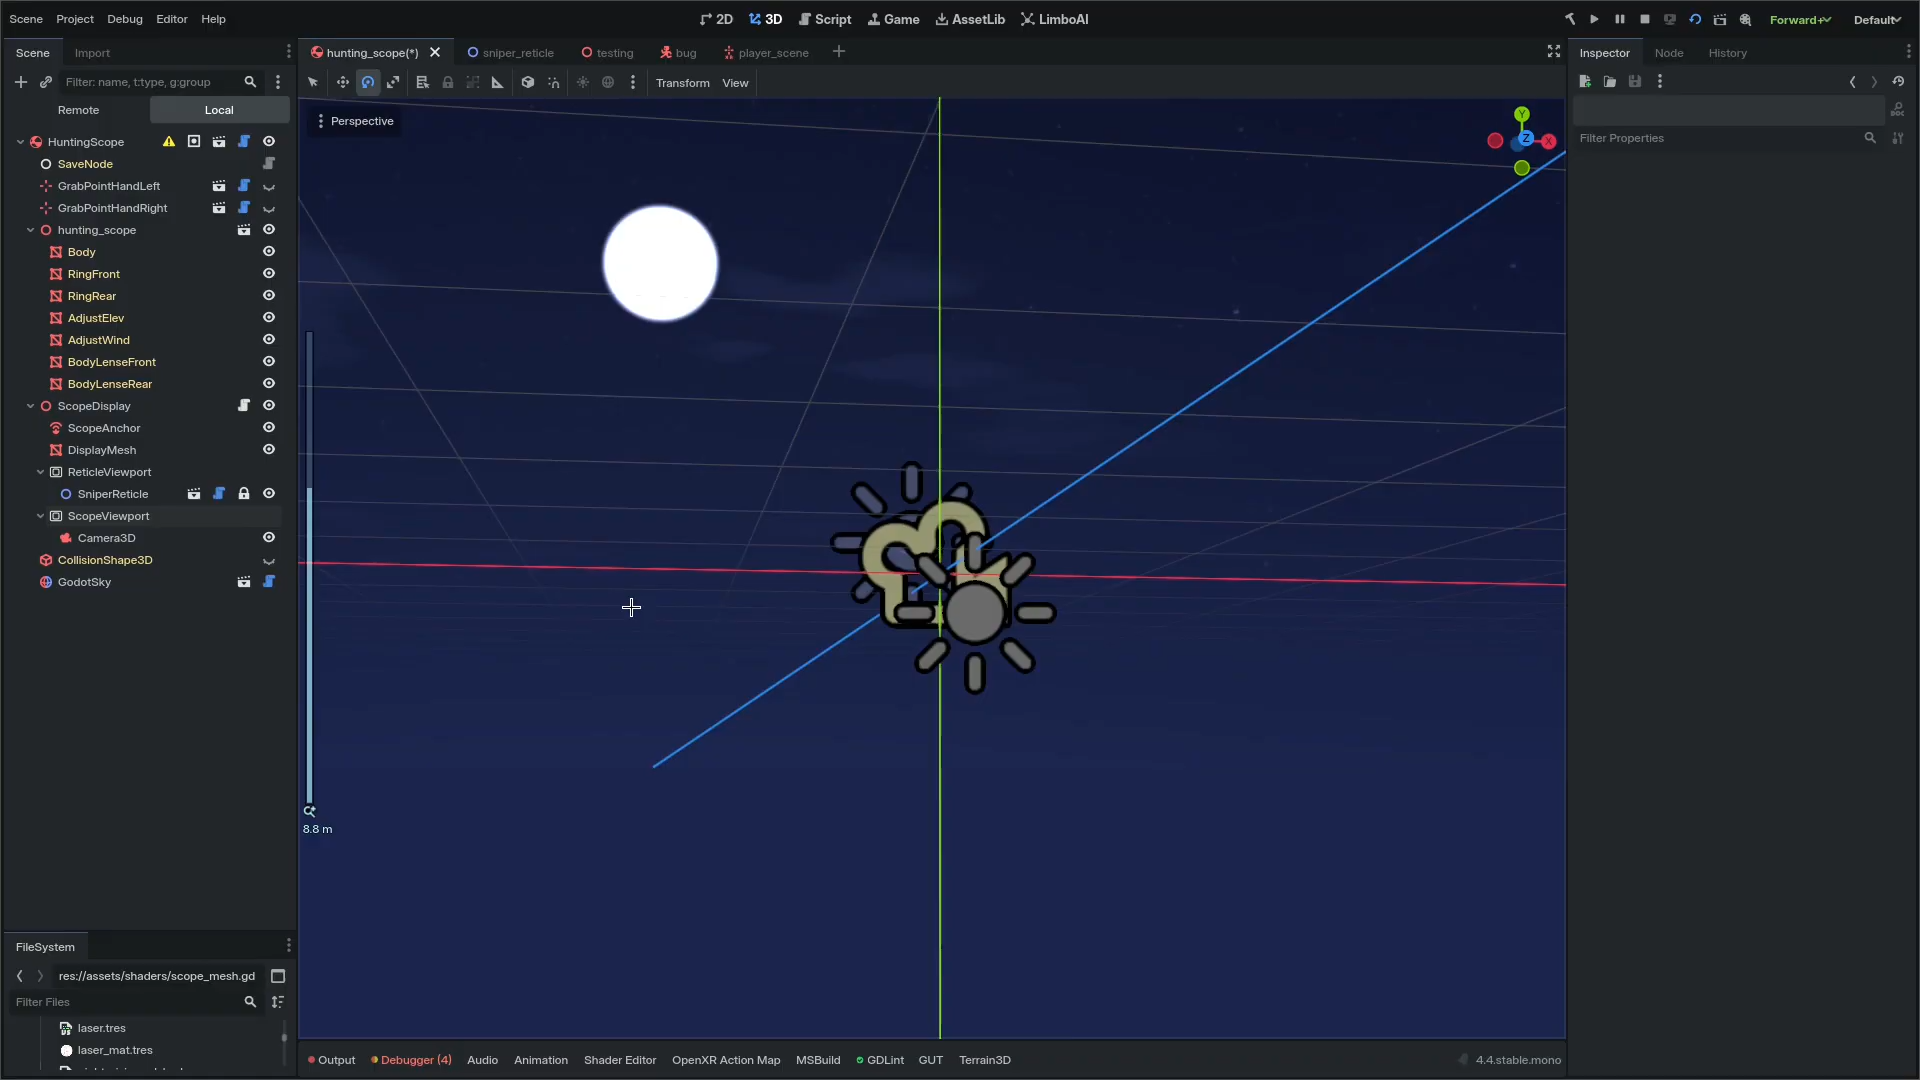 Scene Project Debug Editor Help
2D 3D Script Game AssetLib LimboAI
Forward+ Default
Scene Import
hunting_scope(*) sniper_reticle testing bug player_scene
Inspector Node History
Filter: name, t:type, g:group
Transform View
Remote Local
Perspective
Y
Z
X
Filter Properties
HuntingScope
SaveNode
GrabPointHandLeft
GrabPointHandRight
hunting_scope
Body
RingFront
RingRear
AdjustElev
AdjustWind
BodyLenseFront
BodyLenseRear
ScopeDisplay
ScopeAnchor
DisplayMesh
ReticleViewport
SniperReticle
ScopeViewport
Camera3D
CollisionShape3D
GodotSky
8.8 m
FileSystem
res://assets/shaders/scope_mesh.gd
Filter Files
laser.tres
laser_mat.tres
Output Debugger (4) Audio Animation Shader Editor OpenXR Action Map MSBuild GDLint GUT Terrain3D
4.4.stable.mono